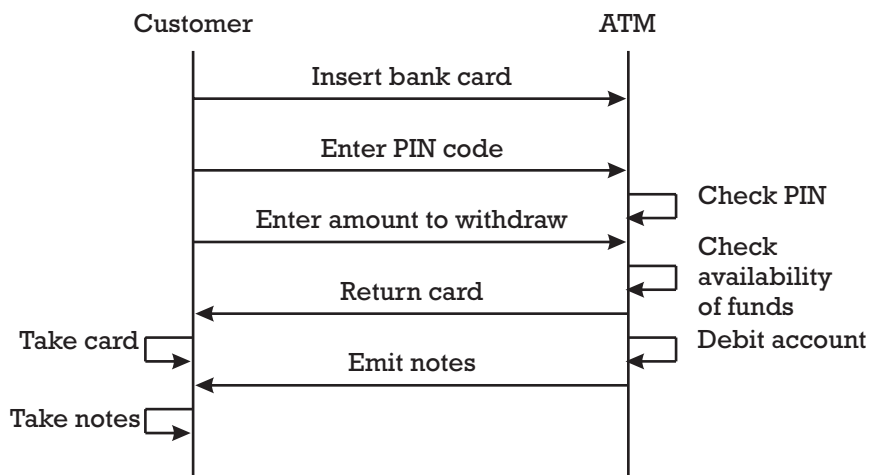 Customer
ATM
Insert bank card
Enter PIN code
Check PIN
Enter amount to withdraw
Check
availability
of funds
Return card
Take card
Debit account
Emit notes
Take notes